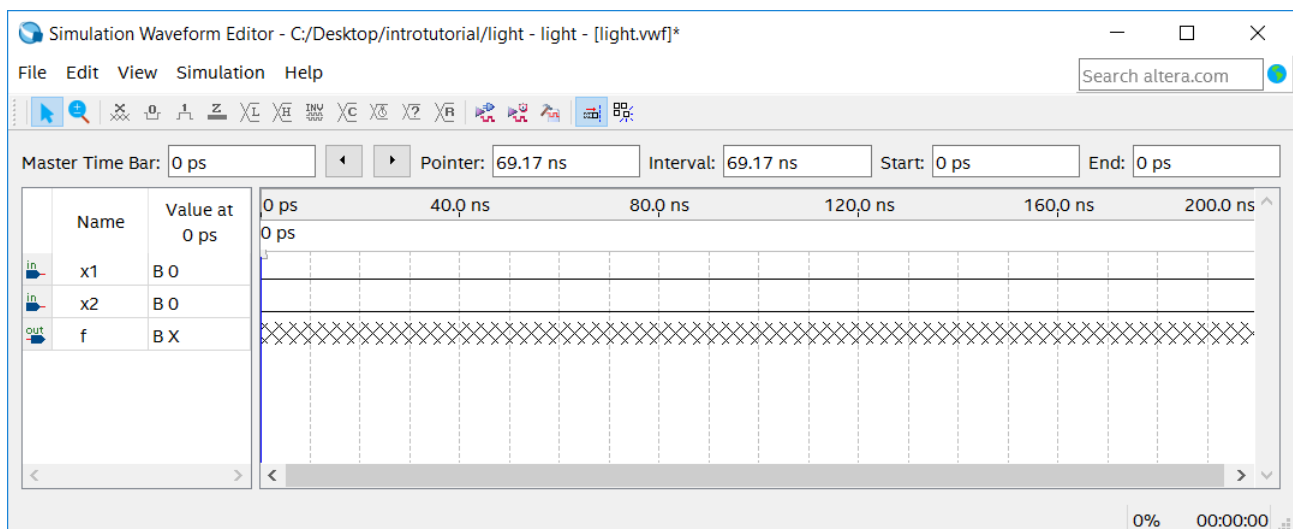 Simulation Waveform Editor - C:/Desktop/introtutorial/light - light - [light.vwf]*
File Edit View Simulation Help
Search altera.com
Master Time Bar: 0 ps Pointer: 69.17 ns Interval: 69.17 ns Start: 0 ps End: 0 ps
Name Value at 0 ps
0 ps 40.0 ns 80.0 ns 120.0 ns 160.0 ns 200.0 ns
0 ps
in x1 B 0
in x2 B 0
out f B X
0% 00:00:00